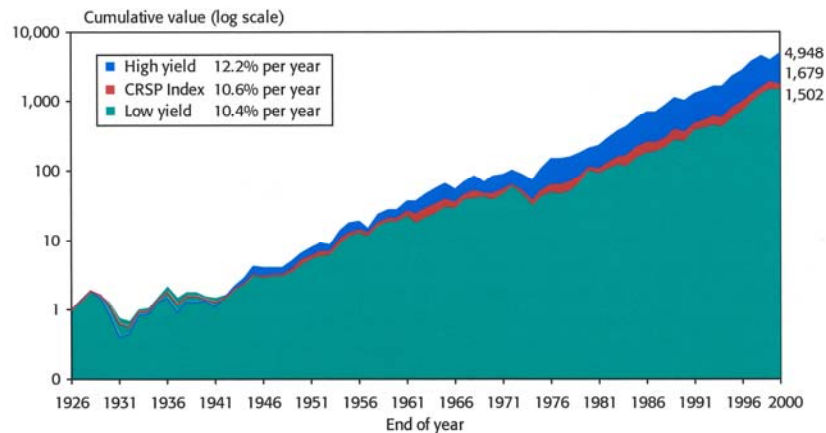 Cumulative value (log scale)
10,000
1,000
100
10
1
0
High yield 12.2% per year
CRSP Index 10.6% per year
Low yield 10.4% per year
4,948
1,679
1,502
1926 1931 1936 1941 1946 1951 1956 1961 1966 1971 1976 1981 1986 1991 1996 2000
End of year